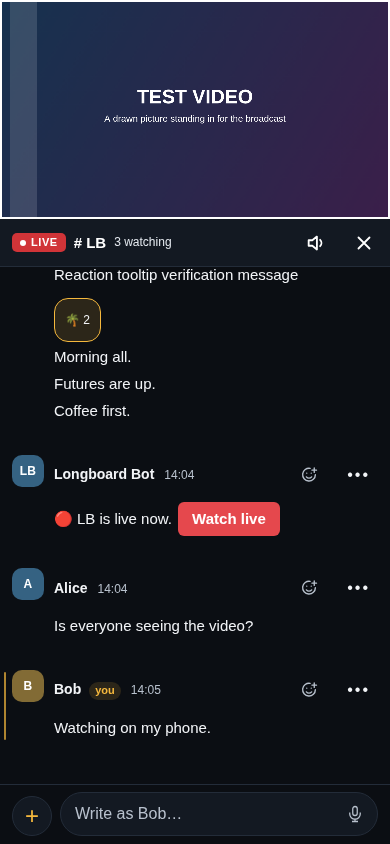 TEST VIDEO
A drawn picture standing in for the broadcast
LIVE # LB 3 watching
Reaction tooltip verification message
🌴 2
Morning all.
Futures are up.
Coffee first.
LB Longboard Bot 14:04
🔴 LB is live now. Watch live
A Alice 14:04
Is everyone seeing the video?
B Bob you 14:05
Watching on my phone.
+ Write as Bob…